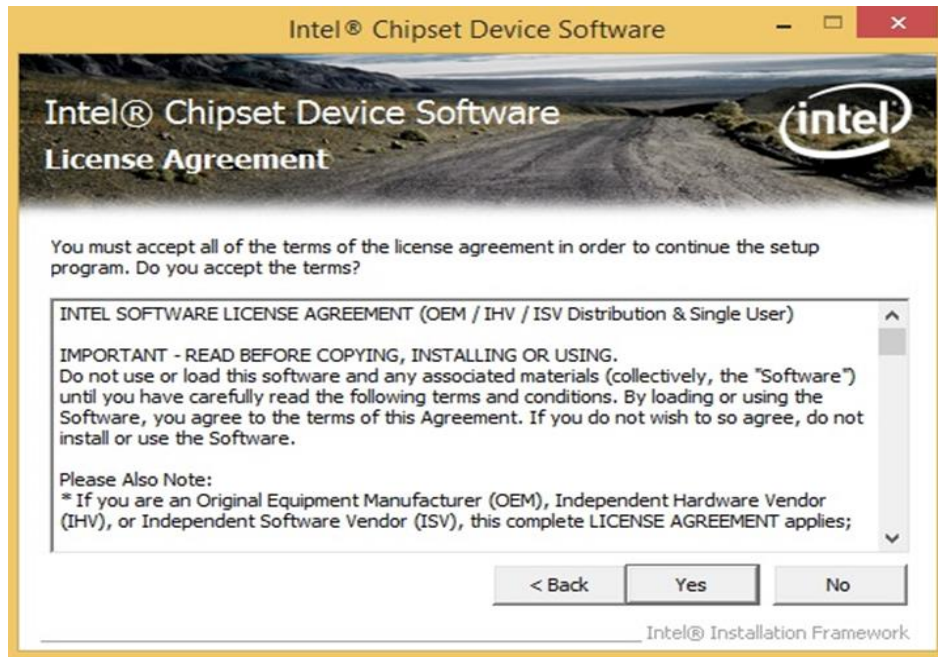 Intel® Chipset Device Software
Intel® Chipset Device Software
intel
License Agreement
You must accept all of the terms of the license agreement in order to continue the setup
program. Do you accept the terms?
INTEL SOFTWARE LICENSE AGREEMENT (OEM / IHV / ISV Distribution & Single User)
IMPORTANT - READ BEFORE COPYING, INSTALLING OR USING.
Do not use or load this software and any associated materials (collectively, the "Software")
until you have carefully read the following terms and conditions. By loading or using the
Software, you agree to the terms of this Agreement. If you do not wish to so agree, do not
install or use the Software.
Please Also Note:
* If you are an Original Equipment Manufacturer (OEM), Independent Hardware Vendor
(IHV), or Independent Software Vendor (ISV), this complete LICENSE AGREEMENT applies;
< Back
Yes
No
Intel® Installation Framework